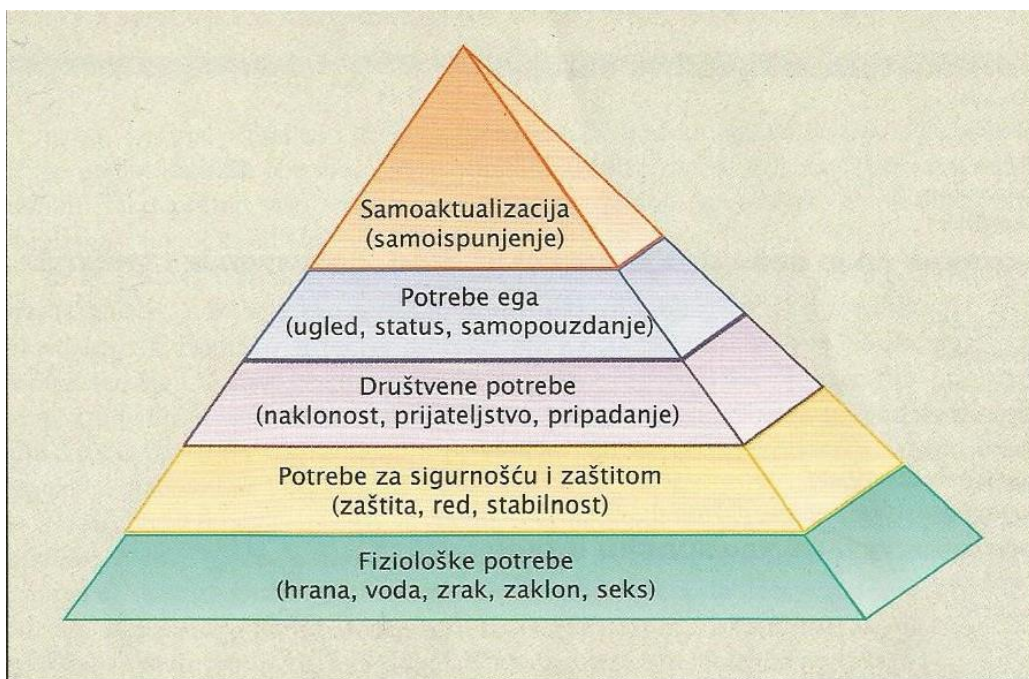 Samoaktualizacija
(samoispunjenje)
Potrebe ega
(ugled, status, samopouzdanje)
Društvene potrebe
(naklonost, prijateljstvo, pripadanje)
Potrebe za sigurnošću i zaštitom
(zaštita, red, stabilnost)
Fiziološke potrebe
(hrana, voda, zrak, zaklon, seks)